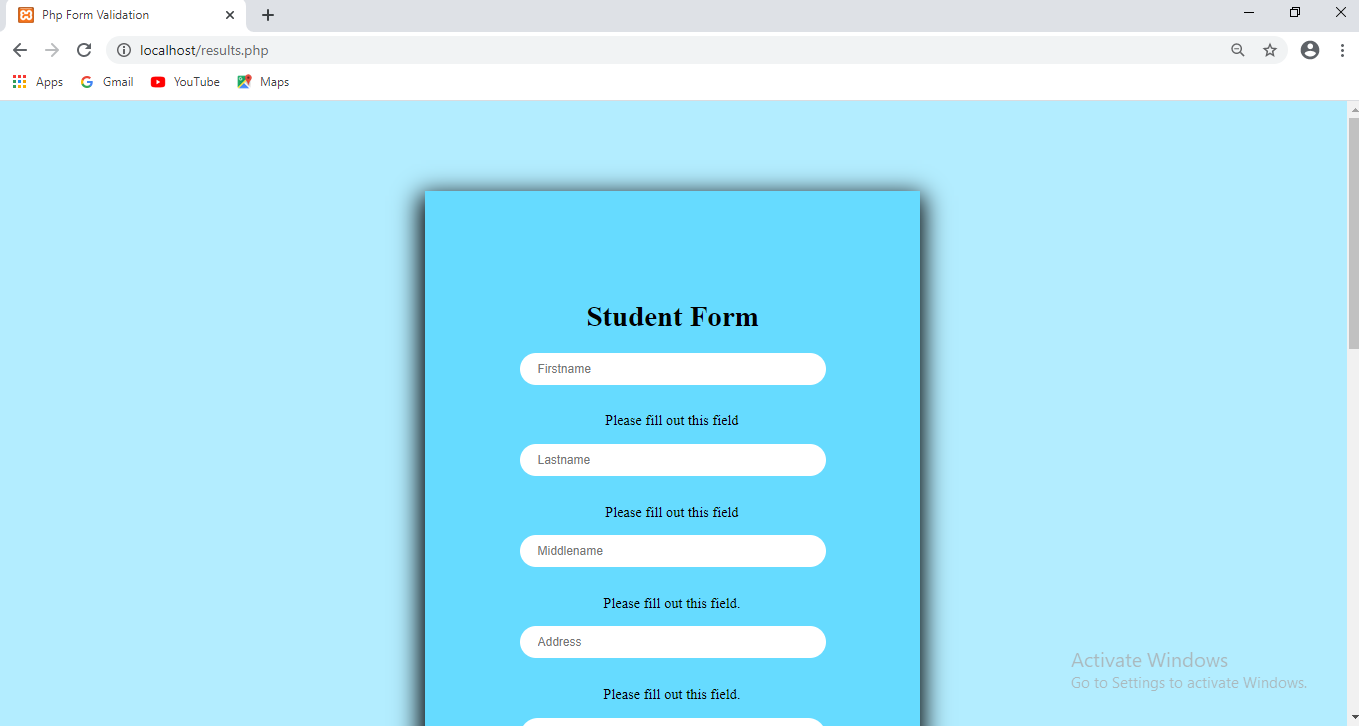 Php Form Validation
localhost/results.php
Apps Gmail YouTube Maps
Student Form
Firstname
Please fill out this field
Lastname
Please fill out this field
Middlename
Please fill out this field.
Address
Please fill out this field.
Activate Windows
Go to Settings to activate Windows.